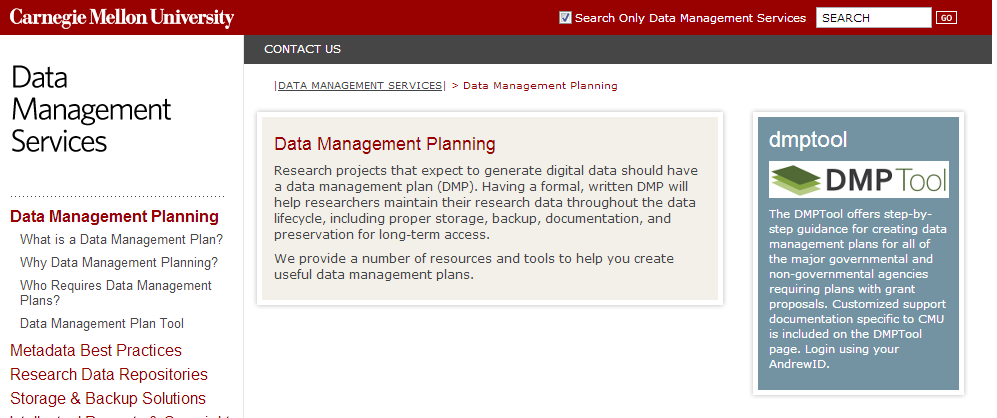 Carnegie Mellon University
Search Only Data Management Services
SEARCH
GO
CONTACT US
Data
Management
Services
|DATA MANAGEMENT SERVICES| > Data Management Planning
Data Management Planning
What is a Data Management Plan?
Why Data Management Planning?
Who Requires Data Management
Plans?
Data Management Plan Tool
Metadata Best Practices
Research Data Repositories
Storage & Backup Solutions
Data Management Planning
Research projects that expect to generate digital data should have
a data management plan (DMP). Having a formal, written DMP will
help researchers maintain their research data throughout the data
lifecycle, including proper storage, backup, documentation, and
preservation for long-term access.
We provide a number of resources and tools to help you create
useful data management plans.
dmptool
DMPTool
The DMPTool offers step-by-
step guidance for creating data
management plans for all of
the major governmental and
non-governmental agencies
requiring plans with grant
proposals. Customized support
documentation specific to CMU
is included on the DMPTool
page. Login using your
AndrewID.